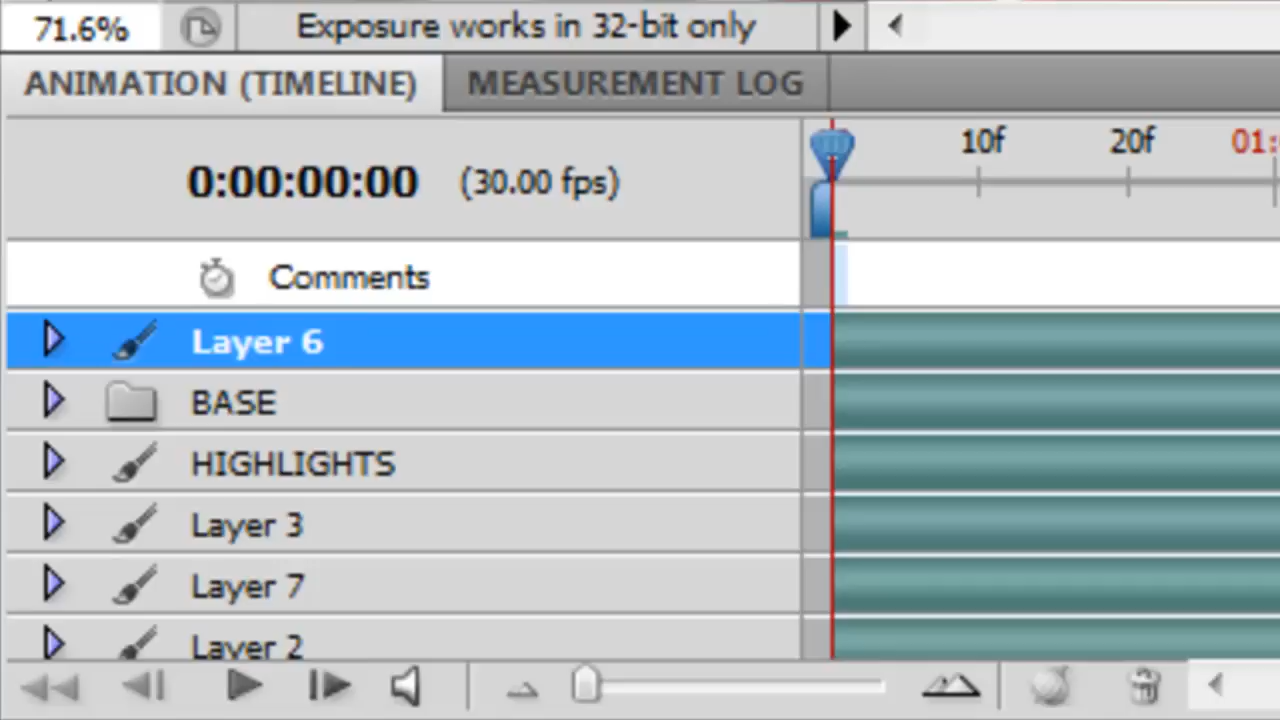 71.6% Exposure works in 32-bit only
ANIMATION (TIMELINE) MEASUREMENT LOG
10f 20f 01:
0:00:00:00 (30.00 fps)
Comments
Layer 6
BASE
HIGHLIGHTS
Layer 3
Layer 7
Layer 2